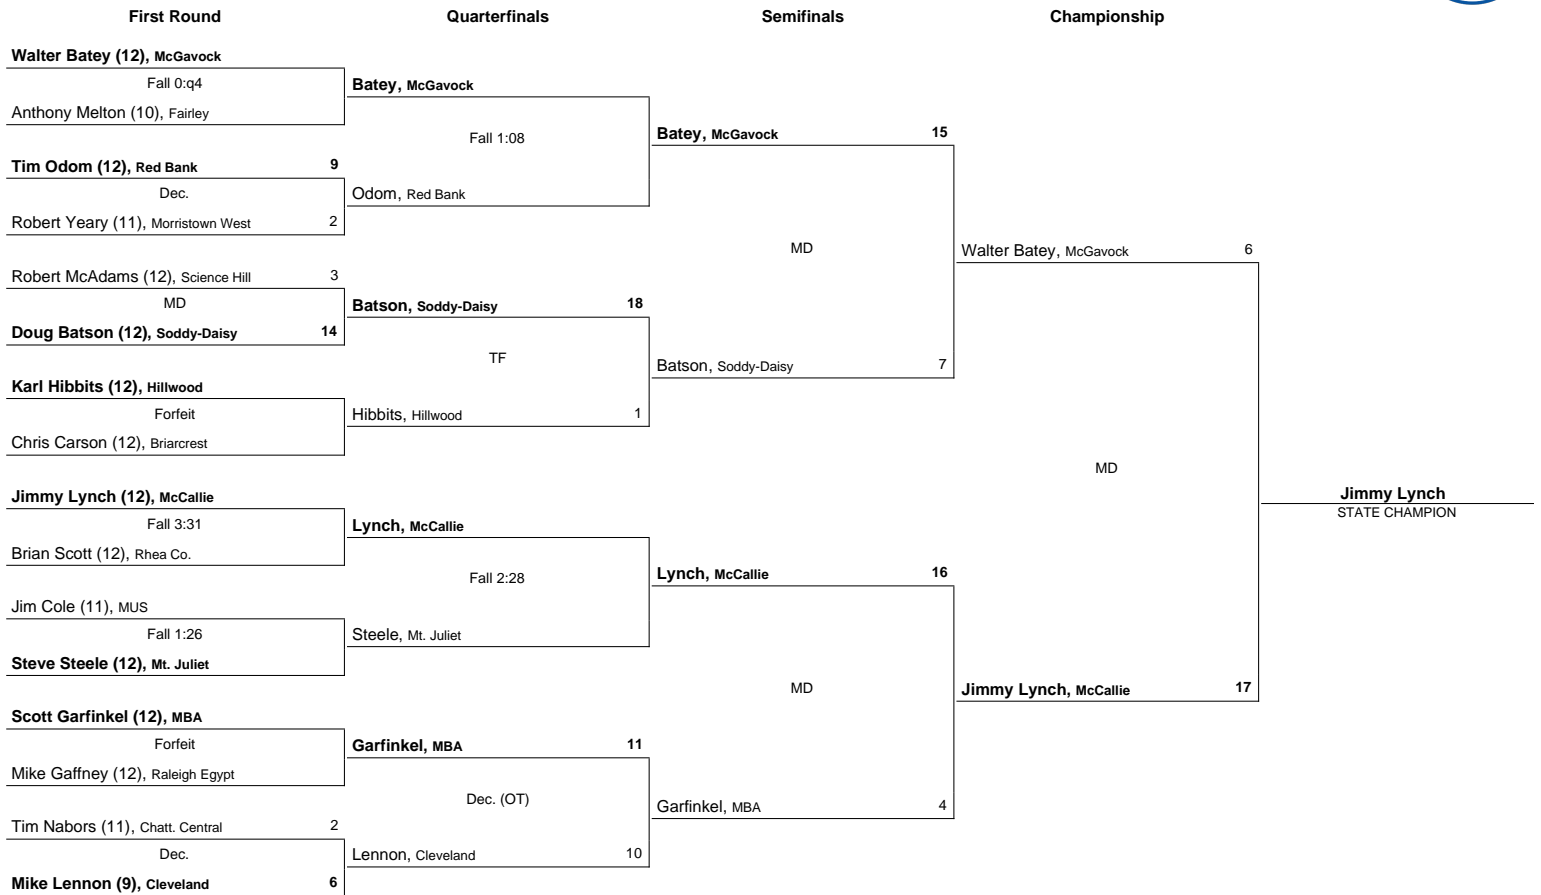 First Round Quarterfinals Semifinals Championship
Walter Batey (12), McGavock
Fall 0:q4
Anthony Melton (10), Fairley
Tim Odom (12), Red Bank 9
Dec.
Robert Yeary (11), Morristown West 2
Robert McAdams (12), Science Hill 3
MD
Doug Batson (12), Soddy-Daisy 14
Karl Hibbits (12), Hillwood
Forfeit
Chris Carson (12), Briarcrest
Jimmy Lynch (12), McCallie
Fall 3:31
Brian Scott (12), Rhea Co.
Jim Cole (11), MUS
Fall 1:26
Steve Steele (12), Mt. Juliet
Scott Garfinkel (12), MBA
Forfeit
Mike Gaffney (12), Raleigh Egypt
Tim Nabors (11), Chatt. Central 2
Dec.
Mike Lennon (9), Cleveland 6
Batey, McGavock
Fall 1:08
Odom, Red Bank
Batson, Soddy-Daisy 18
TF
Hibbits, Hillwood 1
Lynch, McCallie
Fall 2:28
Steele, Mt. Juliet
Garfinkel, MBA 11
Dec. (OT)
Lennon, Cleveland 10
Batey, McGavock 15
MD
Batson, Soddy-Daisy 7
Lynch, McCallie 16
MD
Garfinkel, MBA 4
Walter Batey, McGavock 6
MD
Jimmy Lynch, McCallie 17
Jimmy Lynch
STATE CHAMPION